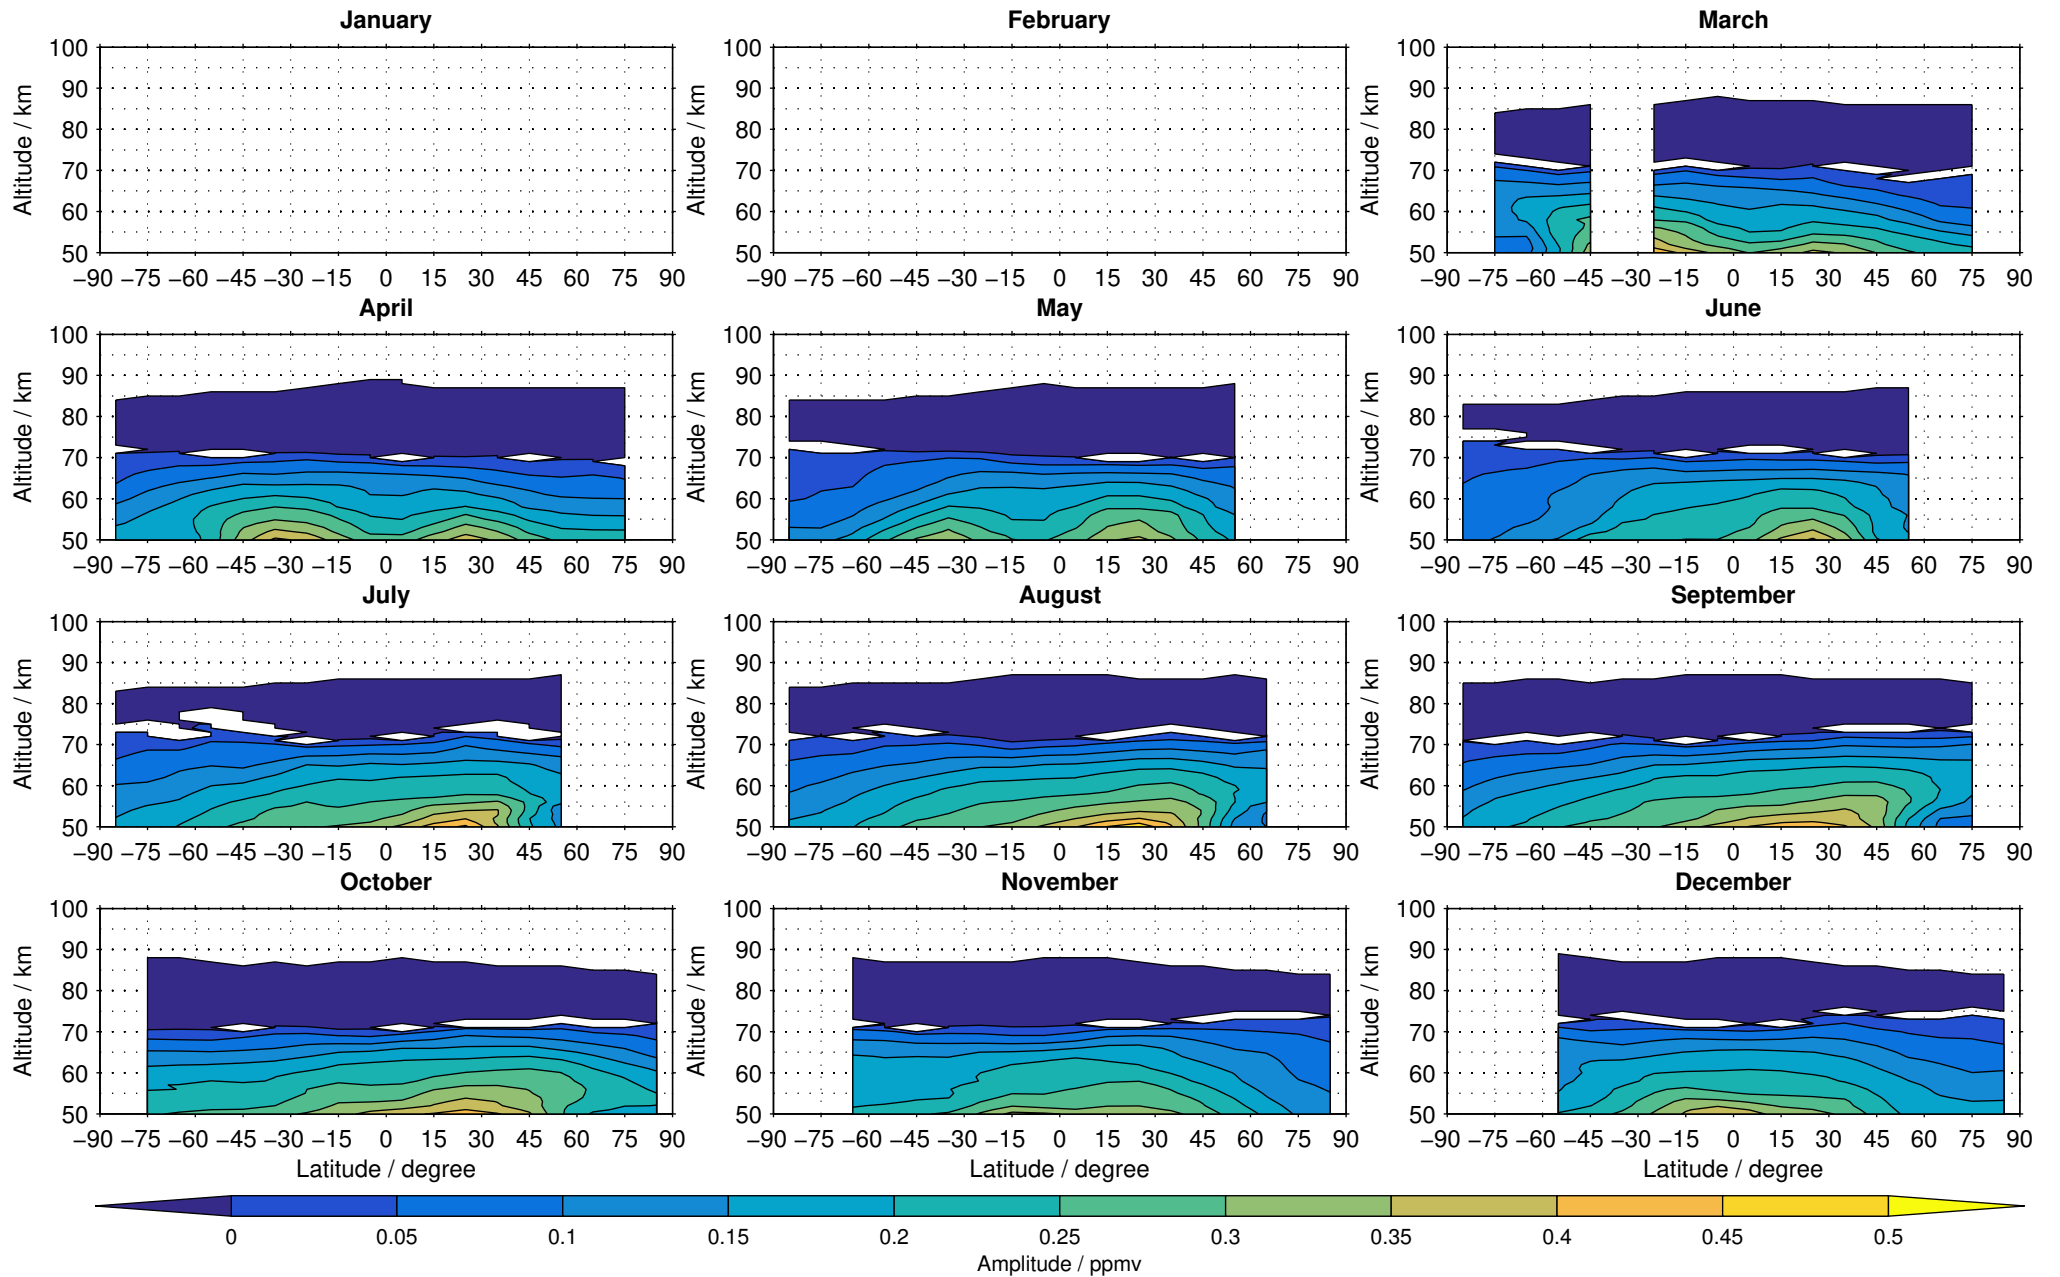 January February March
Altitude / km 100 90 80 70 60 50 Altitude / km 100 90 80 70 60 50 Altitude / km 100 90 80 70 60 50
−90 −75 −60 −45 −30 −15 0 15 30 45 60 75 90 −90 −75 −60 −45 −30 −15 0 15 30 45 60 75 90 −90 −75 −60 −45 −30 −15 0 15 30 45 60 75 90
April May June
Altitude / km 100 90 80 70 60 50 Altitude / km 100 90 80 70 60 50 Altitude / km 100 90 80 70 60 50
−90 −75 −60 −45 −30 −15 0 15 30 45 60 75 90 −90 −75 −60 −45 −30 −15 0 15 30 45 60 75 90 −90 −75 −60 −45 −30 −15 0 15 30 45 60 75 90
July August September
Altitude / km 100 90 80 70 60 50 Altitude / km 100 90 80 70 60 50 Altitude / km 100 90 80 70 60 50
−90 −75 −60 −45 −30 −15 0 15 30 45 60 75 90 −90 −75 −60 −45 −30 −15 0 15 30 45 60 75 90 −90 −75 −60 −45 −30 −15 0 15 30 45 60 75 90
October November December
Altitude / km 100 90 80 70 60 50 Altitude / km 100 90 80 70 60 50 Altitude / km 100 90 80 70 60 50
−90 −75 −60 −45 −30 −15 0 15 30 45 60 75 90 −90 −75 −60 −45 −30 −15 0 15 30 45 60 75 90 −90 −75 −60 −45 −30 −15 0 15 30 45 60 75 90
Latitude / degree Latitude / degree Latitude / degree
0 0.05 0.1 0.15 0.2 0.25 0.3 0.35 0.4 0.45 0.5
Amplitude / ppmv